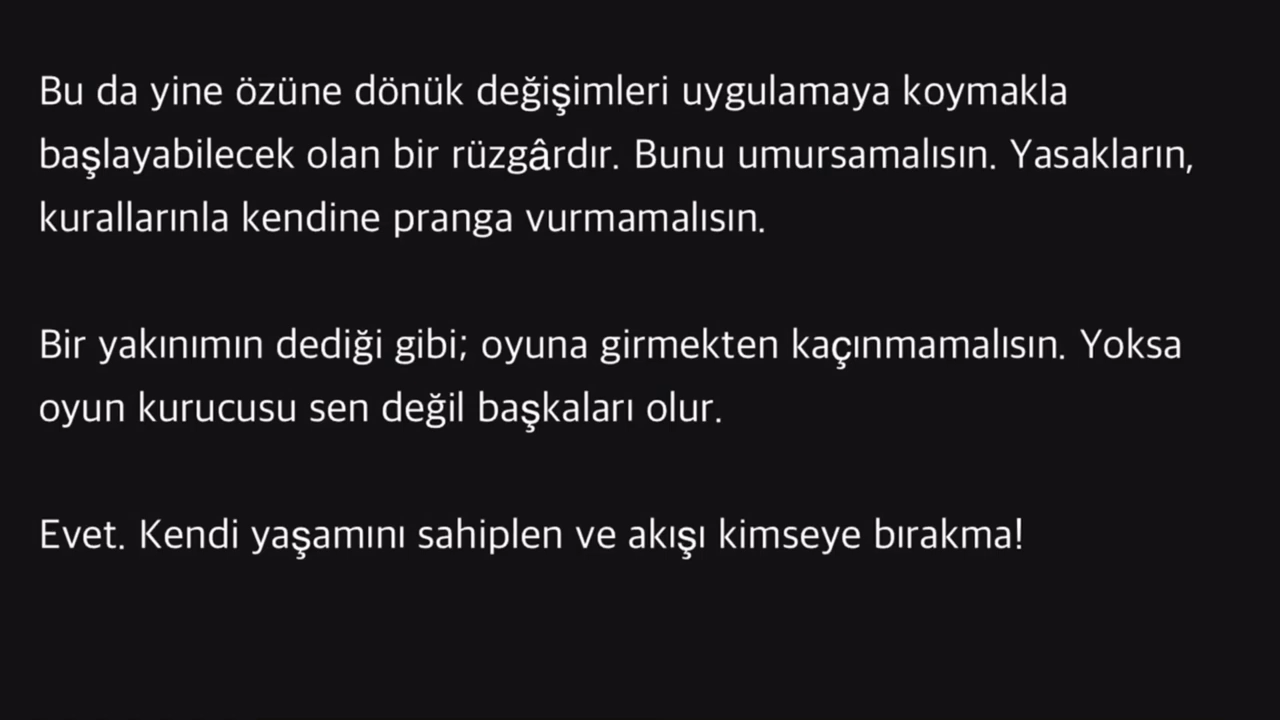 Bu da yine özüne dönük değişimleri uygulamaya koymakla
başlayabilecek olan bir rüzgârdır. Bunu umursamalısın. Yasakların,
kurallarınla kendine pranga vurmamalısın.
Bir yakınımın dediği gibi; oyuna girmekten kaçınmamalısın. Yoksa
oyun kurucusu sen değil başkaları olur.
Evet. Kendi yaşamını sahiplen ve akışı kimseye bırakma!